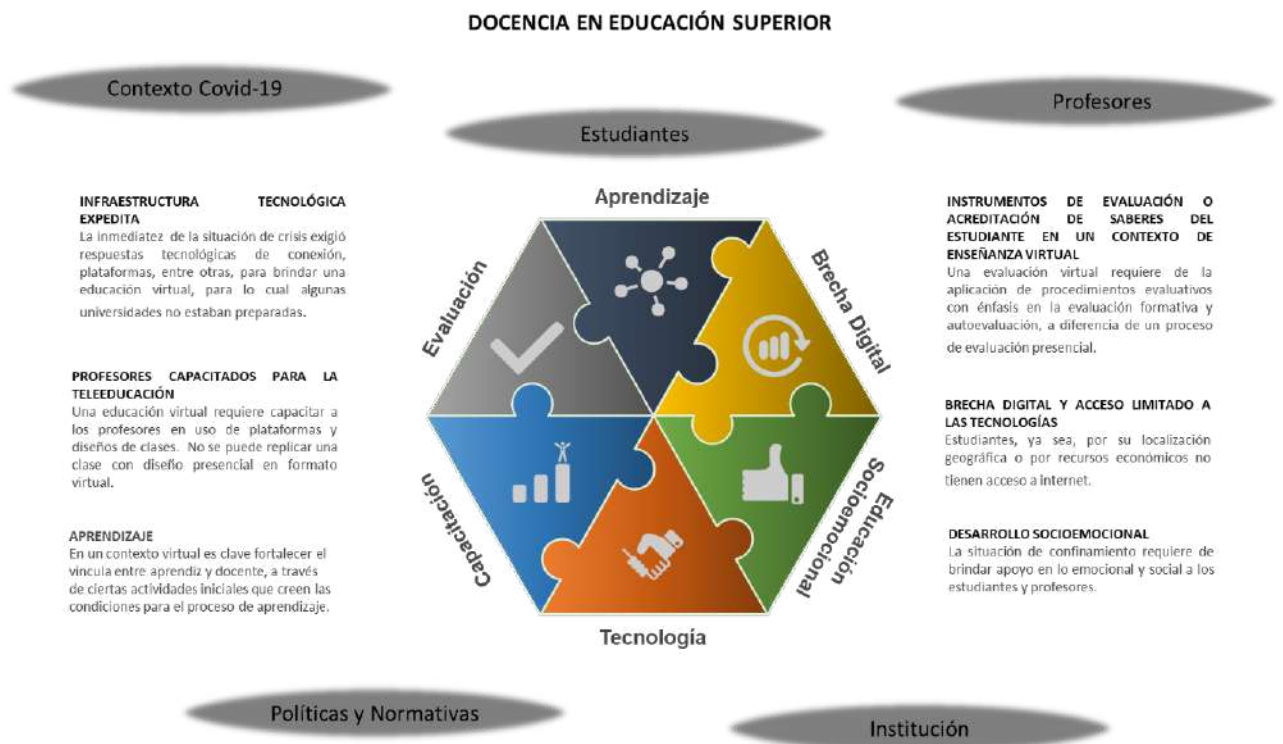 DOCENCIA EN EDUCACIÓN SUPERIOR
Contexto Covid-19
Estudiantes
Profesores
INFRAESTRUCTURA TECNOLÓGICA
EXPEDITA
La inmediatez de la situación de crisis exigió
respuestas tecnológicas de conexión,
plataformas, entre otras, para brindar una
educación virtual, para lo cual algunas
universidades no estaban preparadas.
PROFESORES CAPACITADOS PARA LA
TELEEDUCACIÓN
Una educación virtual requiere capacitar a
los profesores en uso de plataformas y
diseños de clases. No se puede replicar una
clase con diseño presencial en formato
virtual.
APRENDIZAJE
En un contexto virtual es clave fortalecer el
vincula entre aprendiz y docente, a través
de ciertas actividades iniciales que creen las
condiciones para el proceso de aprendizaje.
Aprendizaje
Evaluación
Brecha Digital
Capacitación
Educación
Socioemocional
Tecnología
INSTRUMENTOS DE EVALUACIÓN O
ACREDITACIÓN DE SABERES DEL
ESTUDIANTE EN UN CONTEXTO DE
ENSEÑANZA VIRTUAL
Una evaluación virtual requiere de la
aplicación de procedimientos evaluativos
con énfasis en la evaluación formativa y
autoevaluación, a diferencia de un proceso
de evaluación presencial.
BRECHA DIGITAL Y ACCESO LIMITADO A
LAS TECNOLOGÍAS
Estudiantes, ya sea, por su localización
geográfica o por recursos económicos no
tienen acceso a internet.
DESARROLLO SOCIOEMOCIONAL
La situación de confinamiento requiere de
brindar apoyo en lo emocional y social a los
estudiantes y profesores.
Políticas y Normativas
Institución